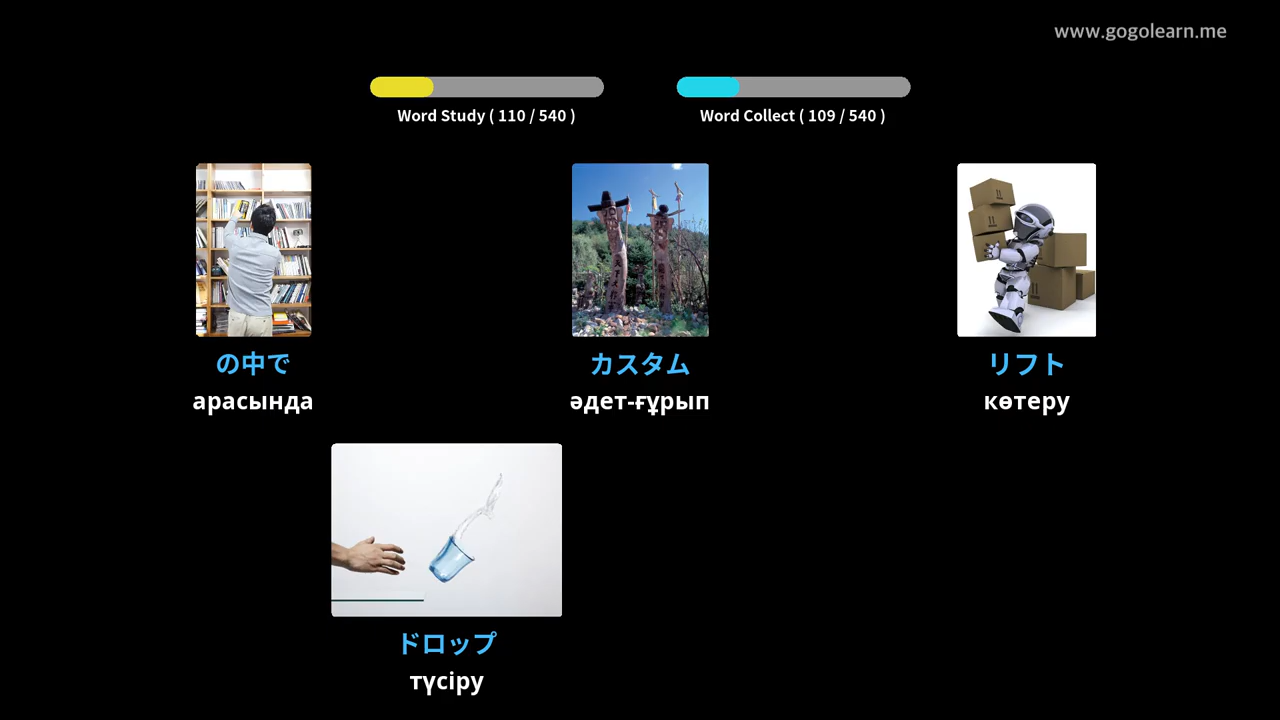 www.gogolearn.me
Word Study ( 110 / 540 )
Word Collect ( 109 / 540 )
の中で
арасында
カスタム
әдет-ғұрып
リフト
көтеру
ドロップ
түсіру